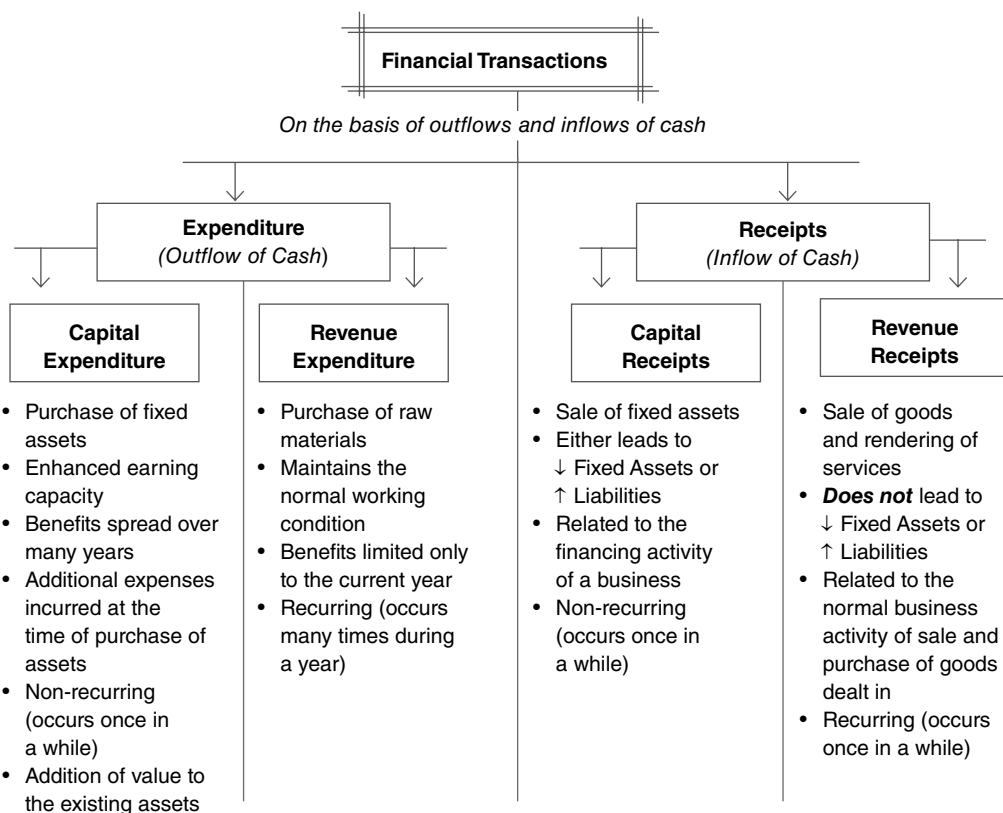 Financial Transactions
On the basis of outflows and inflows of cash
Expenditure
(Outflow of Cash)
Receipts
(Inflow of Cash)
Capital
Expenditure
• Purchase of fixed
assets
• Enhanced earning
capacity
• Benefits spread over
many years
• Additional expenses
incurred at the
time of purchase of
assets
• Non-recurring
(occurs once in
a while)
• Addition of value to
the existing assets
Revenue
Expenditure
• Purchase of raw
materials
• Maintains the
normal working
condition
• Benefits limited only
to the current year
• Recurring (occurs
many times during
a year)
Capital
Receipts
• Sale of fixed assets
• Either leads to
↓ Fixed Assets or
↑ Liabilities
• Related to the
financing activity
of a business
• Non-recurring
(occurs once in
a while)
Revenue
Receipts
• Sale of goods
and rendering of
services
• Does not lead to
↓ Fixed Assets or
↑ Liabilities
• Related to the
normal business
activity of sale and
purchase of goods
dealt in
• Recurring (occurs
once in a while)